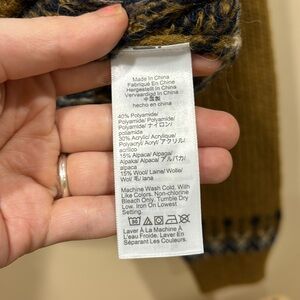 Made In China
Fabriqué En Chine
Hergestellt In China
Vervaardigd In China
中国製
hecho en china
40% Polyamide/
Polyamide/Polyamid/
Polyamide/ ナイロン/
poliamida
30% Acrylic/ Acrylique/
Polyacryl/ Acryl/ アクリル/
acrílico
15% Alpaca/ Alpaga/
Alpaka/ Alpaca/ アルパカ/
alpaca
15% Wool/ Laine/ Wolle/
Wol/ 毛/ lana
Machine Wash Cold, With
Like Colors. Non-chlorine
Bleach Only, Tumble Dry
Low, Iron On Lowest
Setting.
Laver À La Machine À
L'eau Froide. Laver En
Séparant Les Couleurs.